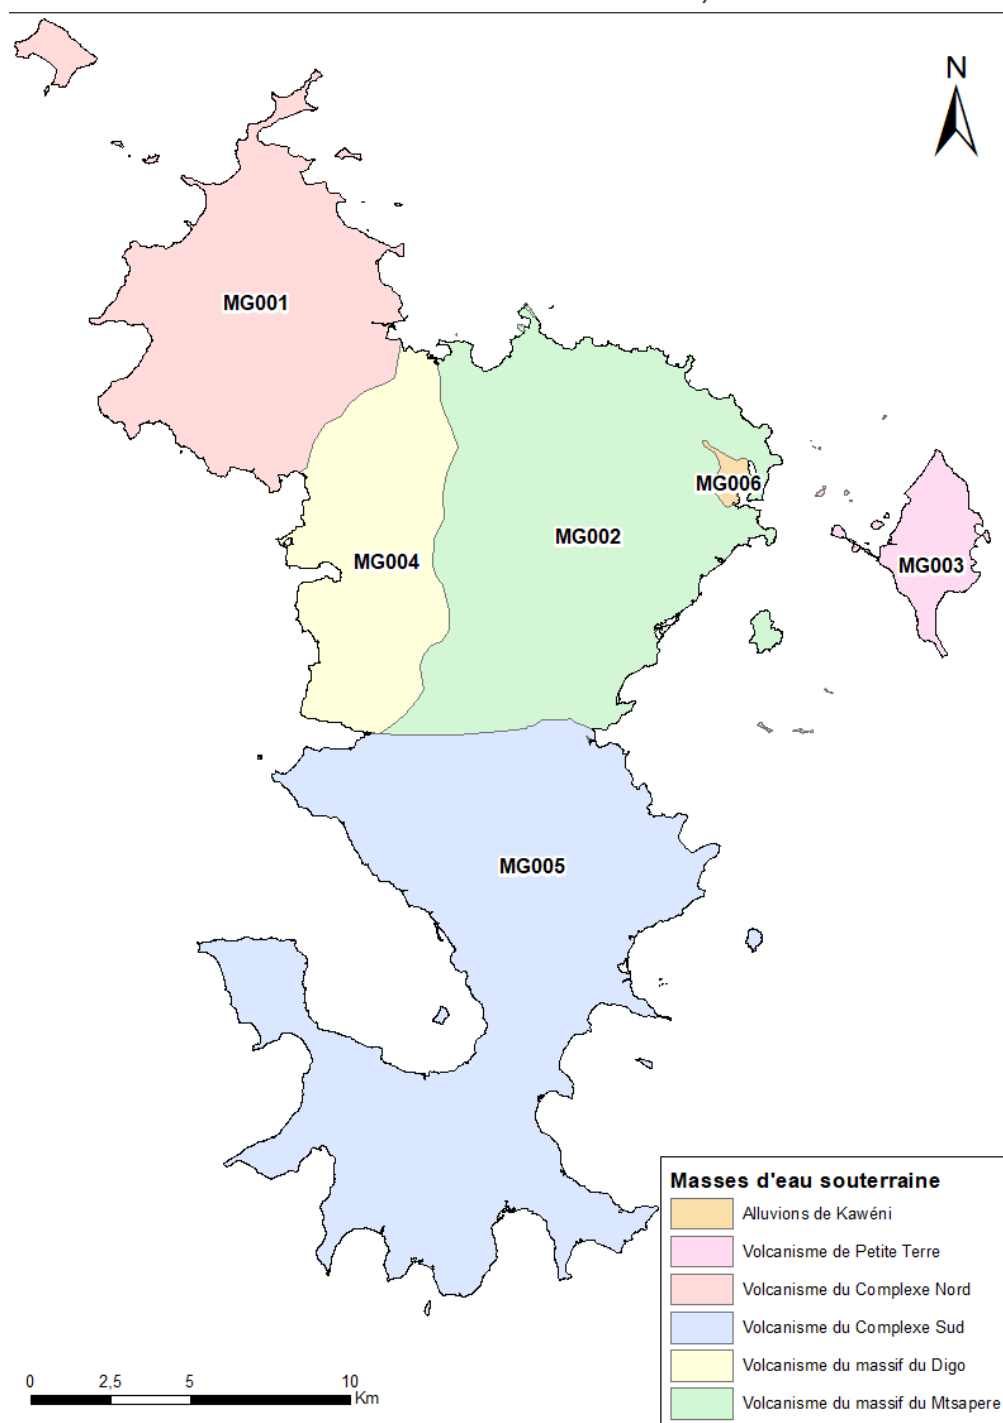 N
MG001
MG006
MG002
MG004
MG003
MG005
Masses d'eau souterraine
Alluvions de Kawéni
Volcanisme de Petite Terre
Volcanisme du Complexe Nord
Volcanisme du Complexe Sud
Volcanisme du massif du Digo
Volcanisme du massif du Mtsapere
0 2,5 5 10
Km